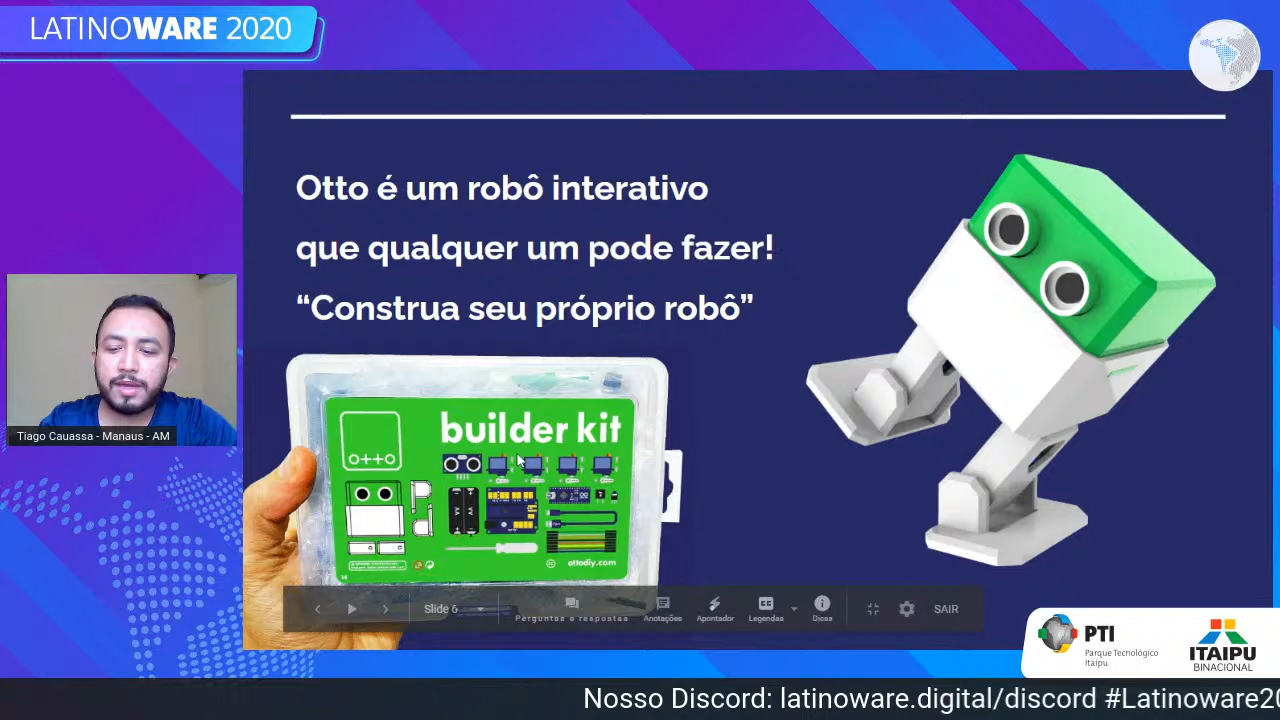 LATINOWARE 2020
Otto é um robô interativo
que qualquer um pode fazer!
“Construa seu próprio robô”
builder kit
O++O
AA
AA
ottodiy.com
Tiago Cauassa - Manaus - AM
Slide 6
Perguntas e respostas
Anotações
Apontador
Legendas
Dicas
SAIR
PTI
Parque Tecnológico
Itaipu
ITAIPU
BINACIONAL
Nosso Discord: latinoware.digital/discord #Latinoware20